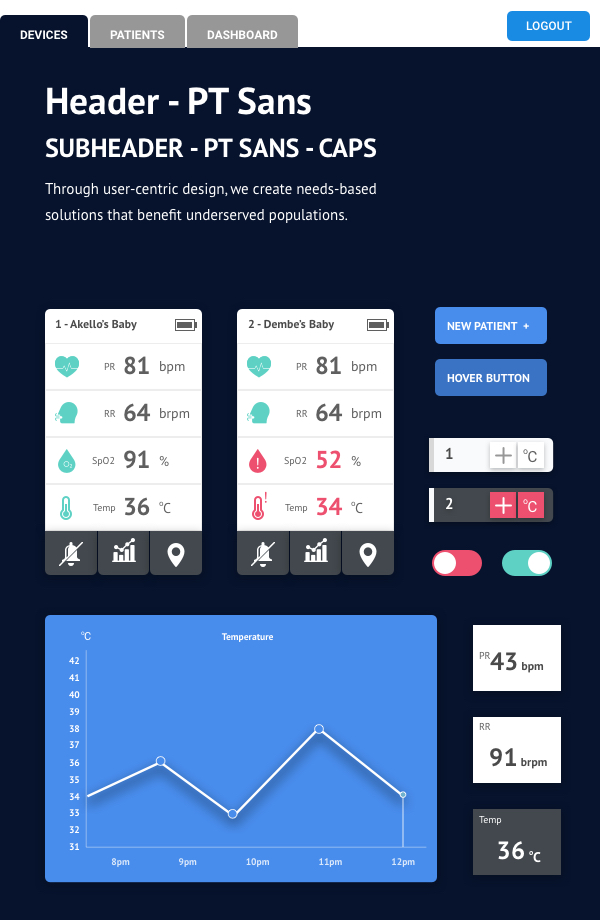 DEVICES
PATIENTS
DASHBOARD
LOGOUT
Header - PT Sans
SUBHEADER - PT SANS - CAPS
Through user-centric design, we create needs-based
solutions that benefit underserved populations.
1 - Akello's Baby
PR 81 bpm
RR 64 brpm
O₂ SpO2 91 %
Temp 36 °C
2 - Dembe's Baby
PR 81 bpm
RR 64 brpm
! SpO2 52 %
! Temp 34 °C
NEW PATIENT +
HOVER BUTTON
1 + °C
2 + °C
°C
Temperature
42
41
40
39
38
37
36
35
34
33
32
31
8pm 9pm 10pm 11pm 12pm
PR 43 bpm
RR
91 brpm
Temp
36 °C